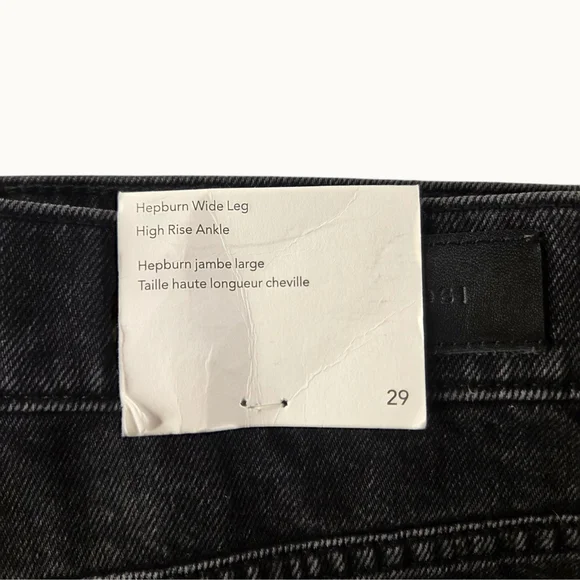 Hepburn Wide Leg
High Rise Ankle
Hepburn jambe large
Taille haute longueur cheville
29